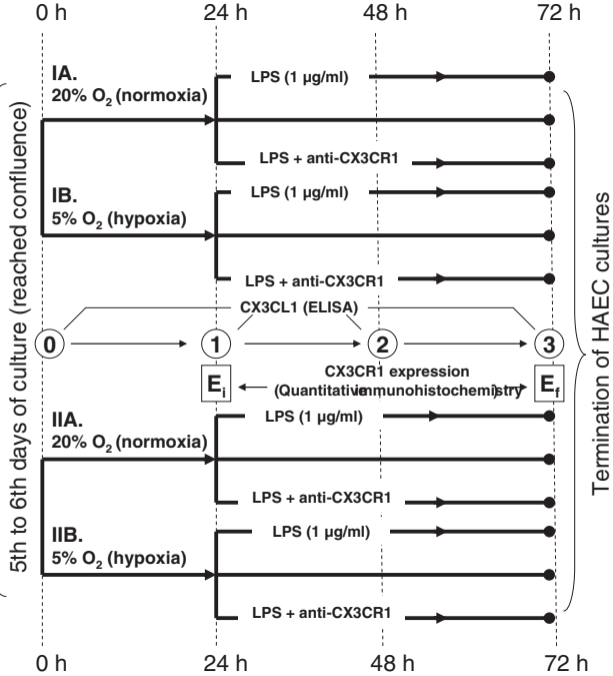 0 h 24 h 48 h 72 h
5th to 6th days of culture (reached confluence)
IA.
20% O2 (normoxia)
LPS (1 µg/ml)
LPS + anti-CX3CR1
IB.
5% O2 (hypoxia)
LPS (1 µg/ml)
LPS + anti-CX3CR1
CX3CL1 (ELISA)
0 1 2 3
Ei Ef
CX3CR1 expression
(Quantitative immunohistochemistry)
IIA.
20% O2 (normoxia)
LPS (1 µg/ml)
LPS + anti-CX3CR1
IIB.
5% O2 (hypoxia)
LPS (1 µg/ml)
LPS + anti-CX3CR1
Termination of HAEC cultures
0 h 24 h 48 h 72 h